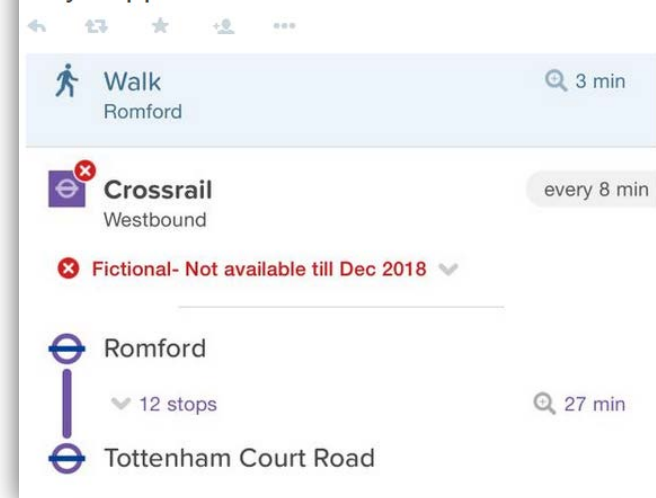 Walk
3 min
Romford
Crossrail
every 8 min
Westbound
Fictional- Not available till Dec 2018
Romford
12 stops
27 min
Tottenham Court Road